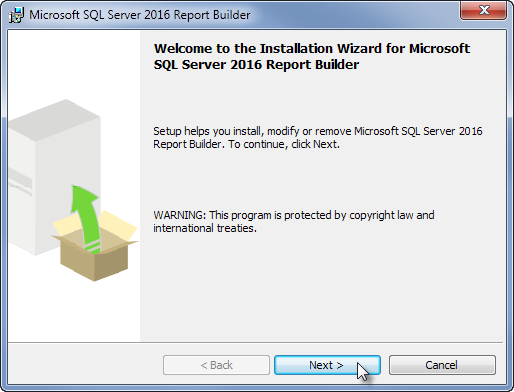 Microsoft SQL Server 2016 Report Builder
Welcome to the Installation Wizard for Microsoft
SQL Server 2016 Report Builder
Setup helps you install, modify or remove Microsoft SQL Server 2016
Report Builder. To continue, click Next.
WARNING: This program is protected by copyright law and
international treaties.
< Back
Next >
Cancel